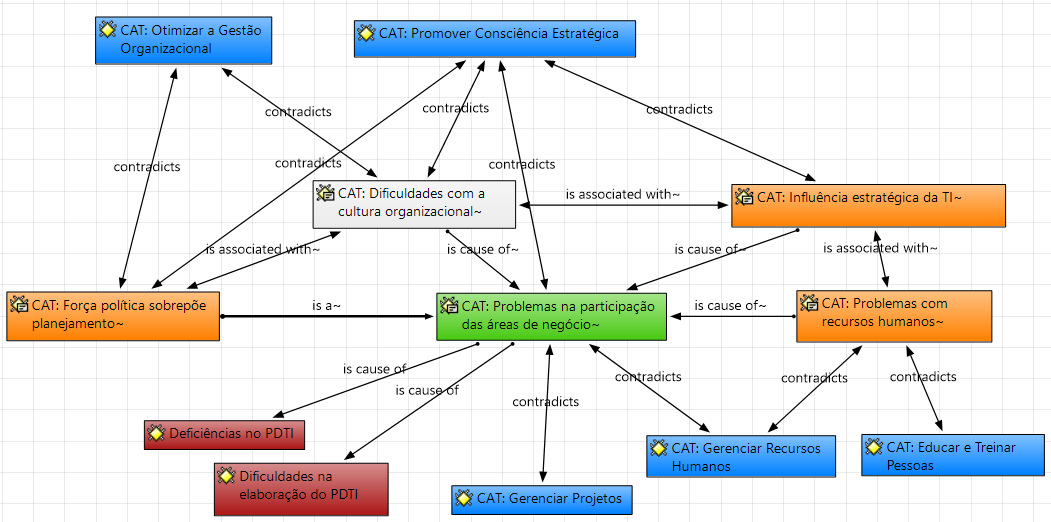 CAT: Otimizar a Gestão
Organizacional
CAT: Promover Consciência Estratégica
contradicts
contradicts
contradicts
contradicts
contradicts
contradicts
CAT: Dificuldades com a
cultura organizacional~
is associated with~
CAT: Influência estratégica da TI~
is associated with~
is cause of~
is cause of~
is associated with~
CAT: Força política sobrepõe
planejamento~
is a~
CAT: Problemas na participação
das áreas de negócio~
is cause of~
CAT: Problemas com
recursos humanos~
is cause of
is cause of
contradicts
contradicts
contradicts
contradicts
Deficiências no PDTI
Dificuldades na
elaboração do PDTI
CAT: Gerenciar Projetos
CAT: Gerenciar Recursos
Humanos
CAT: Educar e Treinar
Pessoas